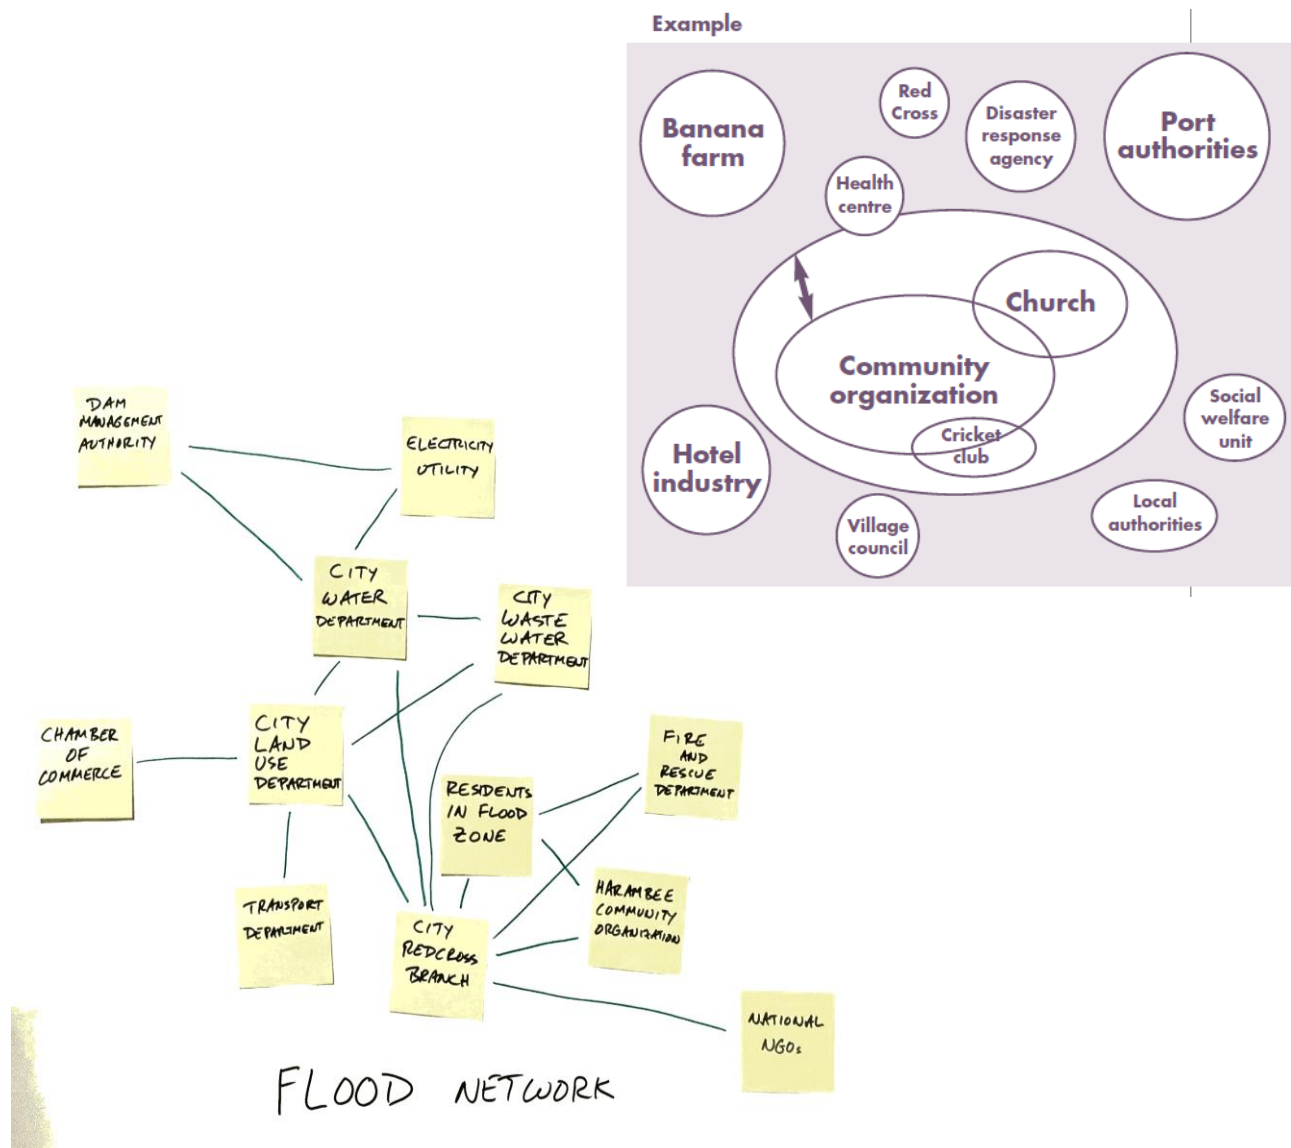 Example
Banana
farm
Red
Cross
Disaster
response
agency
Port
authorities
Health
centre
Church
Community
organization
Cricket
club
Hotel
industry
Village
council
Social
welfare
unit
Local
authorities
DAM
MANAGEMENT
AUTHORITY
ELECTRICITY
UTILITY
CITY
WATER
DEPARTMENT
CITY
WASTE
WATER
DEPARTMENT
CHAMBER
OF
COMMERCE
CITY
LAND
USE
DEPARTMENT
RESIDENTS
IN FLOOD
ZONE
FIRE
AND
RESCUE
DEPARTMENT
TRANSPORT
DEPARTMENT
CITY
REDCROSS
BRANCH
HARAMBEE
COMMUNITY
ORGANIZATION
NATIONAL
NGOs
FLOOD NETWORK